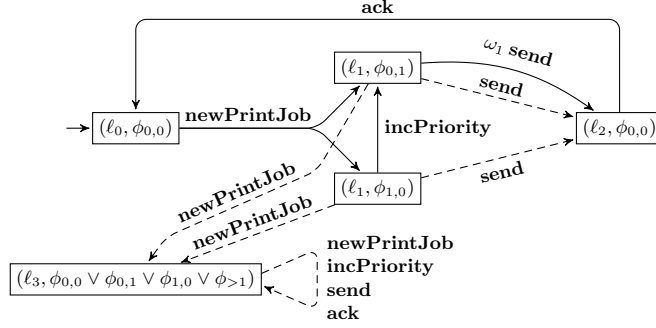 ack
(ℓ₁, ϕ₀,₁)
ω₁ send
send
(ℓ₀, ϕ₀,₀)
newPrintJob
incPriority
(ℓ₂, ϕ₀,₀)
(ℓ₁, ϕ₁,₀)
send
newPrintJob
newPrintJob
(ℓ₃, ϕ₀,₀ ∨ ϕ₀,₁ ∨ ϕ₁,₀ ∨ ϕ>₁)
newPrintJob
incPriority
send
ack